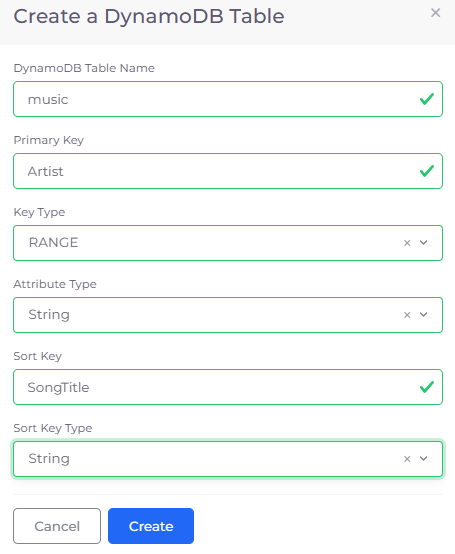 Create a DynamoDB Table
DynamoDB Table Name
music
Primary Key
Artist
Key Type
RANGE
Attribute Type
String
Sort Key
SongTitle
Sort Key Type
String
Cancel Create